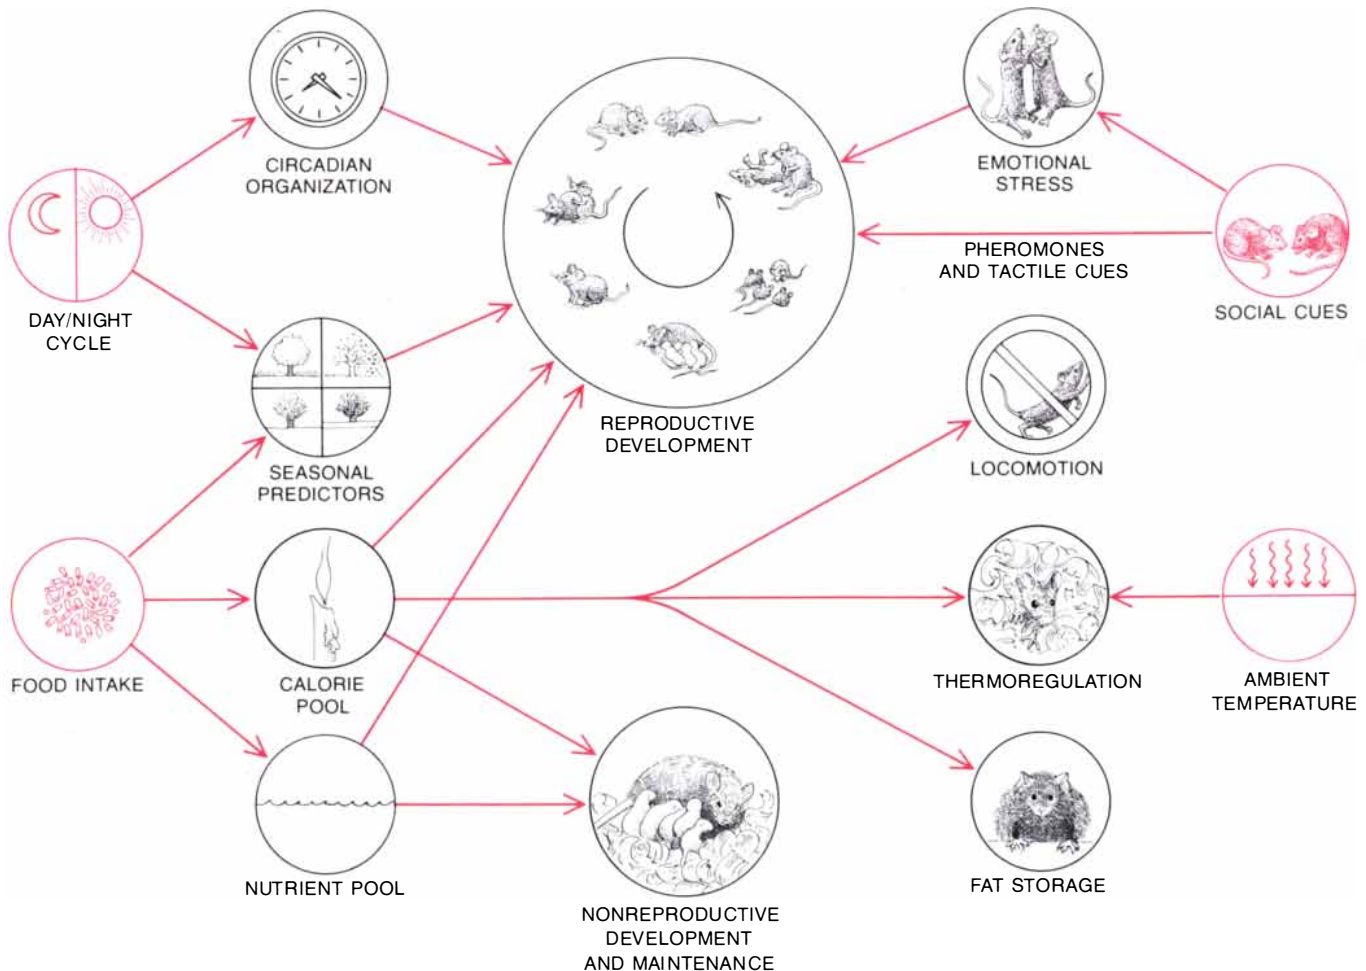 CIRCADIAN
ORGANIZATION
EMOTIONAL
STRESS
PHEROMONES
AND TACTILE CUES
SOCIAL CUES
DAY/NIGHT
CYCLE
REPRODUCTIVE
DEVELOPMENT
SEASONAL
PREDICTORS
LOCOMOTION
FOOD INTAKE
CALORIE
POOL
THERMOREGULATION
AMBIENT
TEMPERATURE
NUTRIENT POOL
FAT STORAGE
NONREPRODUCTIVE
DEVELOPMENT
AND MAINTENANCE